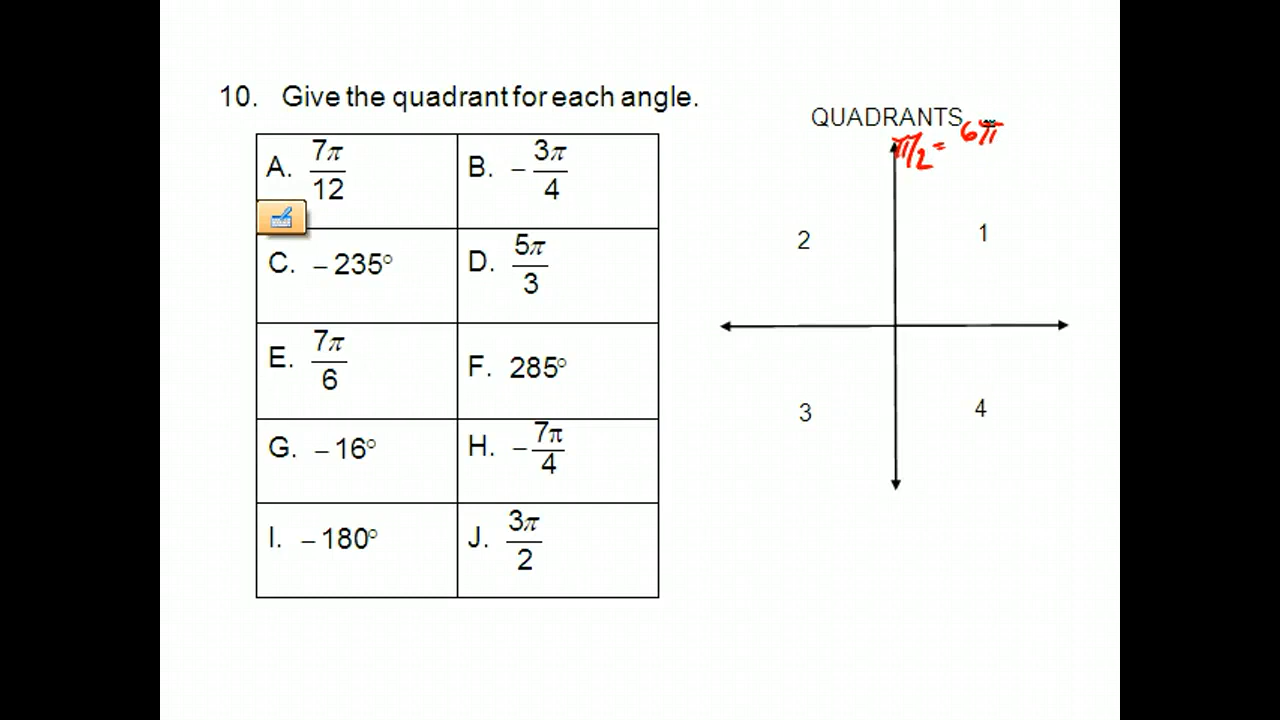 10. Give the quadrant for each angle.
QUADRANTS
π/2 = 6π
A. 7π/12
B. − 3π/4
2
1
C. − 235°
D. 5π/3
E. 7π/6
F. 285°
3
4
G. − 16°
H. − 7π/4
I. − 180°
J. 3π/2